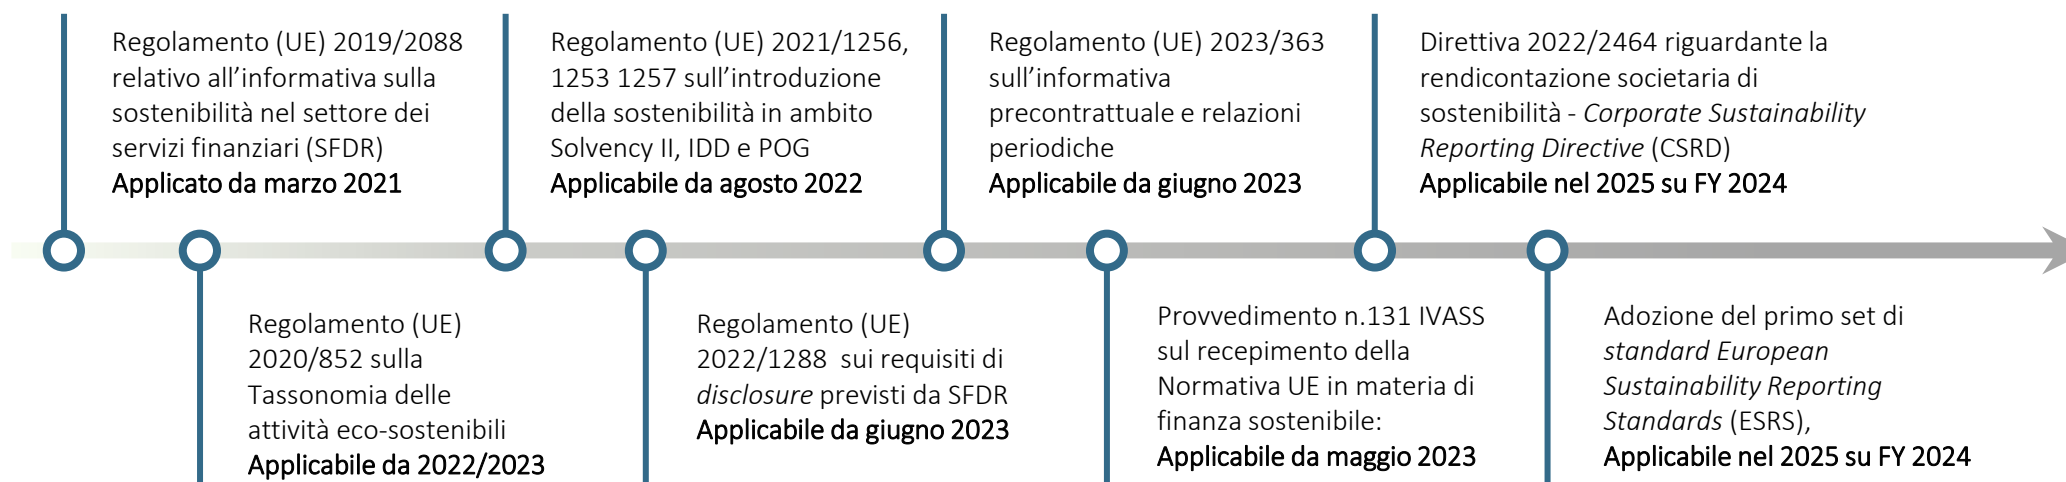 Regolamento (UE) 2019/2088
relativo all’informativa sulla
sostenibilità nel settore dei
servizi finanziari (SFDR)
Applicato da marzo 2021
Regolamento (UE)
2020/852 sulla
Tassonomia delle
attività eco-sostenibili
Applicabile da 2022/2023
Regolamento (UE) 2021/1256,
1253 1257 sull’introduzione
della sostenibilità in ambito
Solvency II, IDD e POG
Applicabile da agosto 2022
Regolamento (UE)
2022/1288 sui requisiti di
disclosure previsti da SFDR
Applicabile da giugno 2023
Regolamento (UE) 2023/363
sull’informativa
precontrattuale e relazioni
periodiche
Applicabile da giugno 2023
Provvedimento n.131 IVASS
sul recepimento della
Normativa UE in materia di
finanza sostenibile:
Applicabile da maggio 2023
Direttiva 2022/2464 riguardante la
rendicontazione societaria di
sostenibilità - Corporate Sustainability
Reporting Directive (CSRD)
Applicabile nel 2025 su FY 2024
Adozione del primo set di
standard European
Sustainability Reporting
Standards (ESRS),
Applicabile nel 2025 su FY 2024